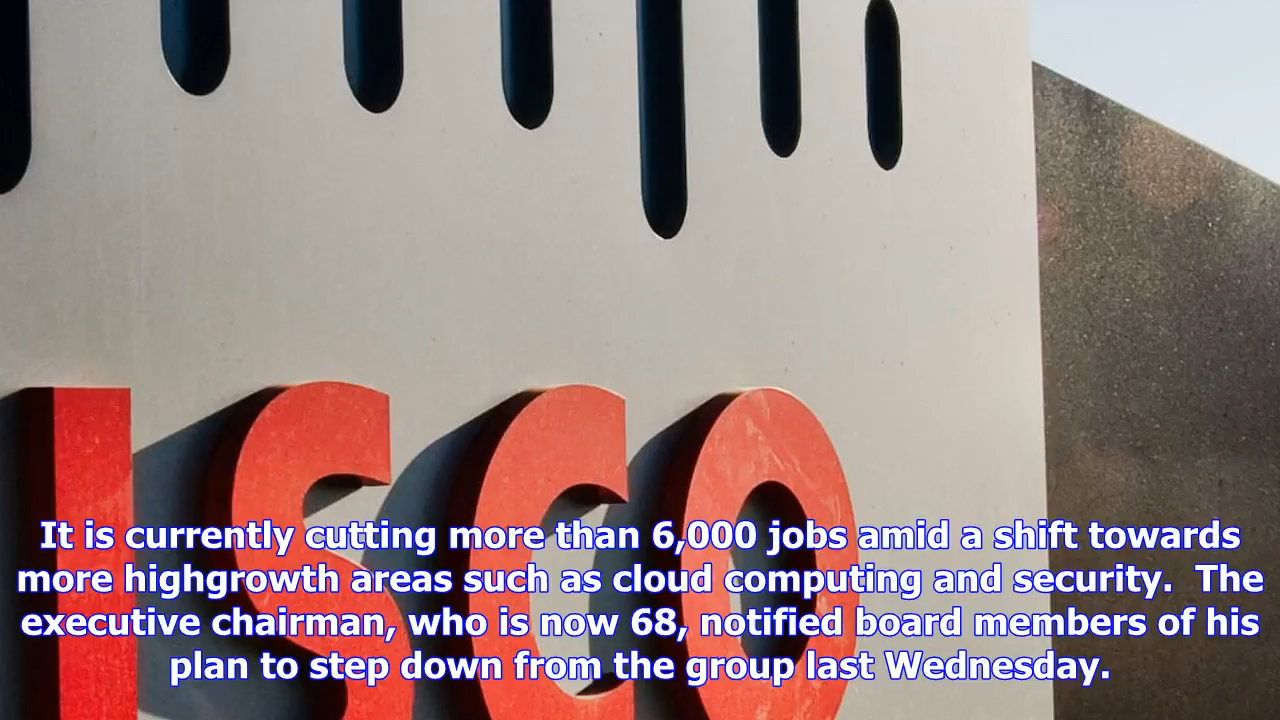 ISCO
It is currently cutting more than 6,000 jobs amid a shift towards
more highgrowth areas such as cloud computing and security.  The
executive chairman, who is now 68, notified board members of his
plan to step down from the group last Wednesday.